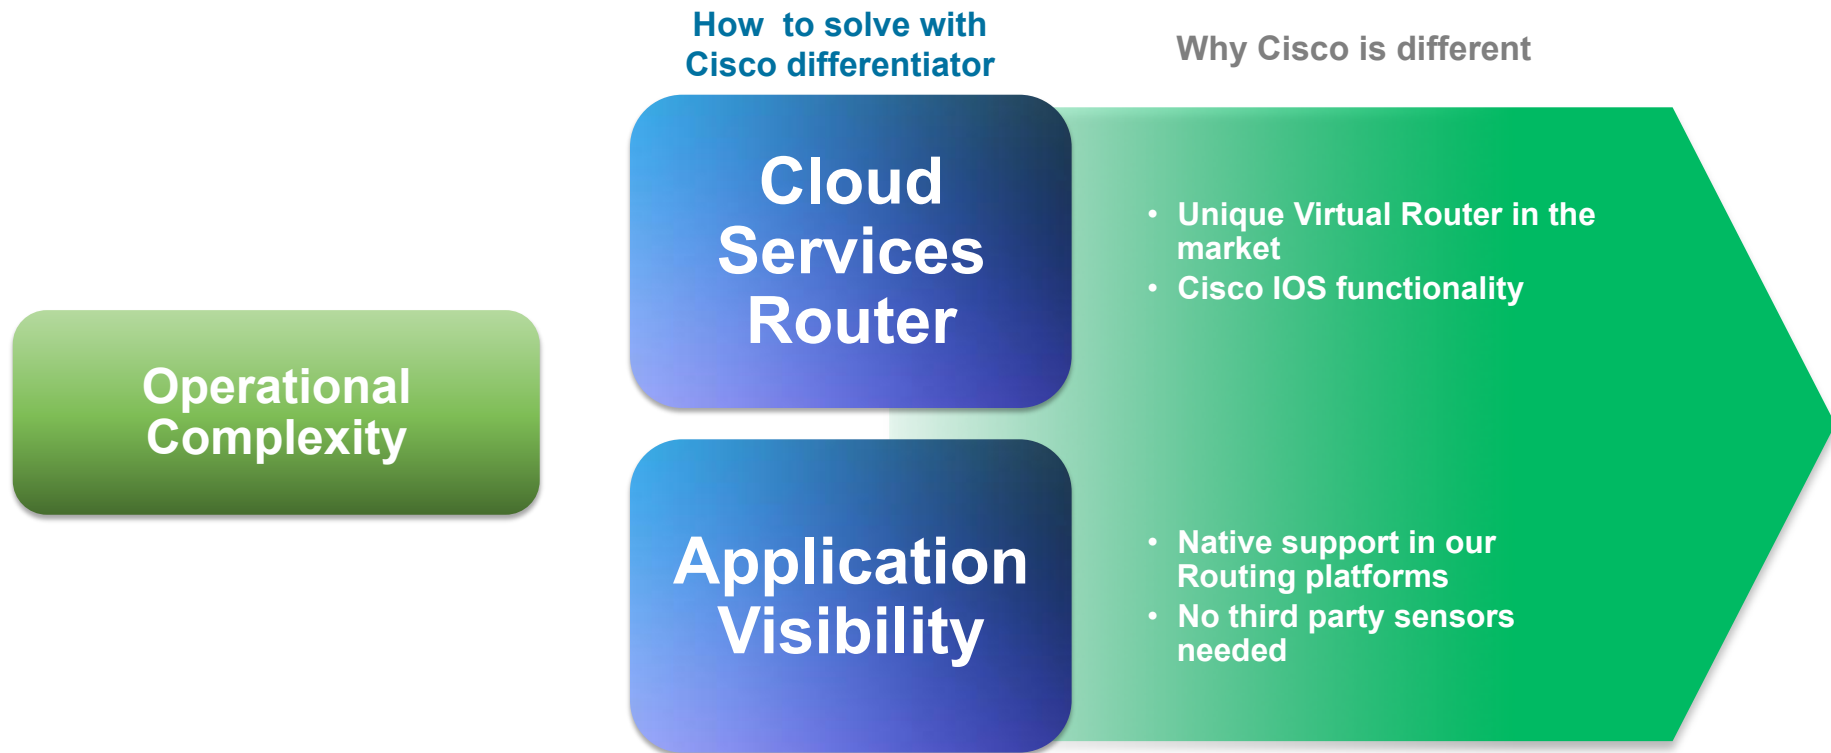 How  to solve with
Cisco differentiator
Why Cisco is different
Operational
Complexity
Cloud
Services
Router
• Unique Virtual Router in the
market
• Cisco IOS functionality
Application
Visibility
• Native support in our
Routing platforms
• No third party sensors
needed